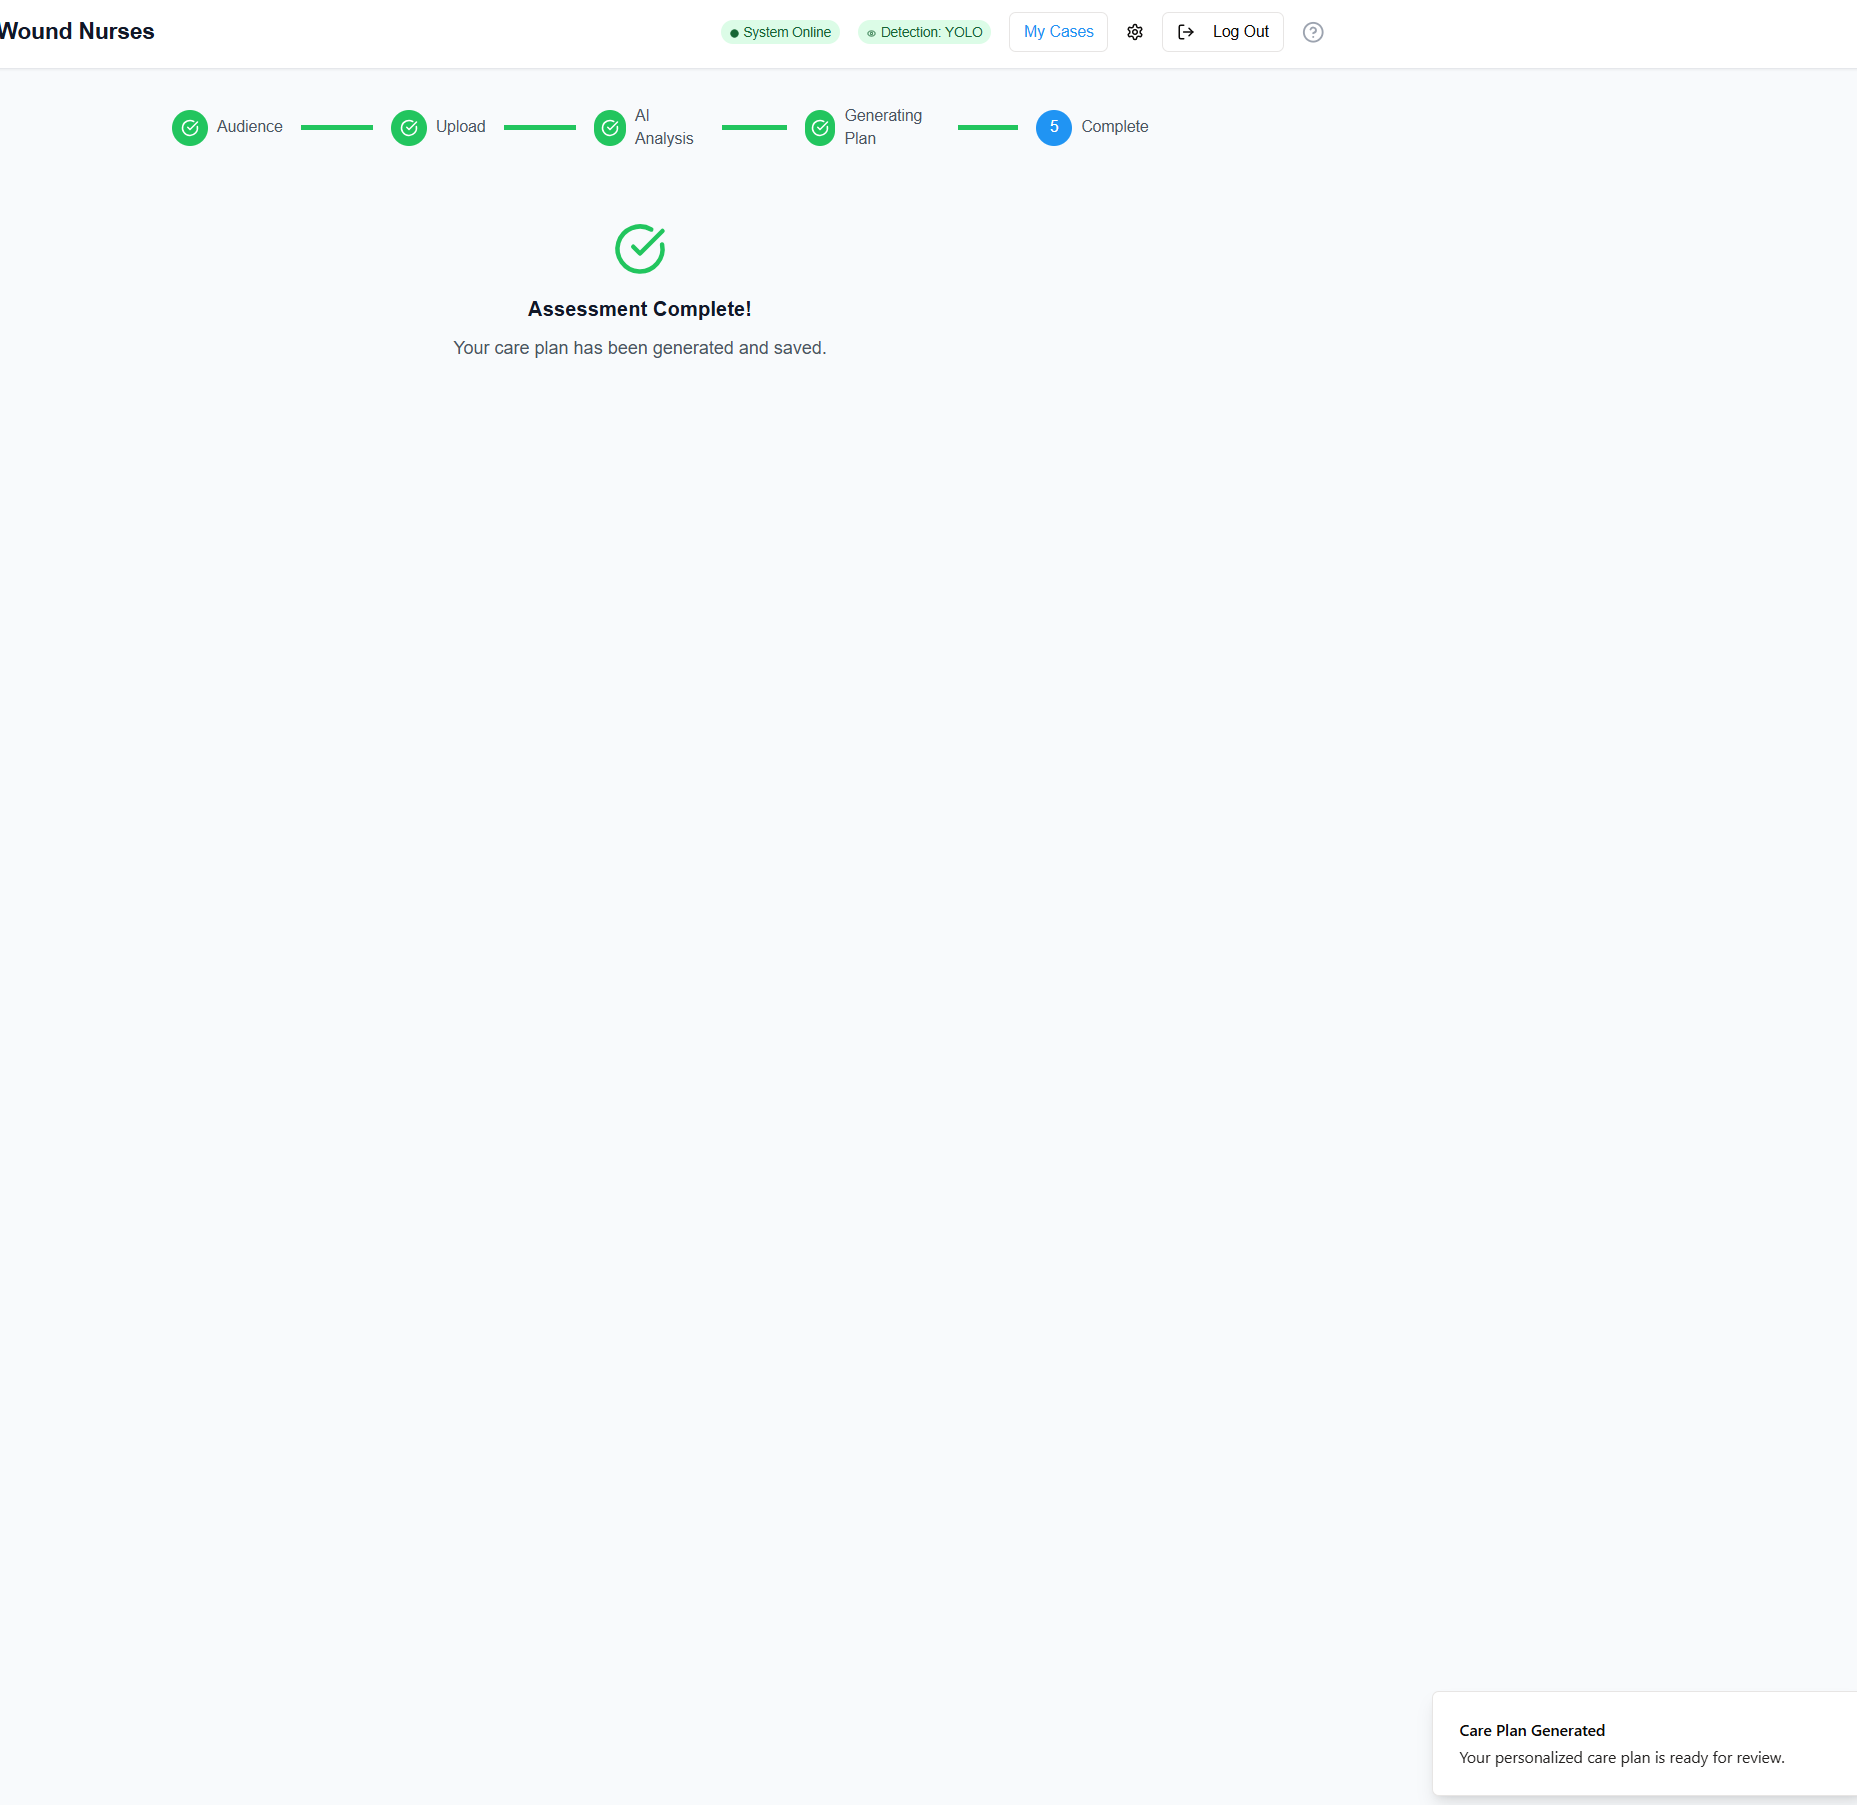 Wound Nurses
System Online
Detection: YOLO
My Cases
Log Out
Audience
Upload
AI
Analysis
Generating
Plan
5
Complete
Assessment Complete!
Your care plan has been generated and saved.
Care Plan Generated
Your personalized care plan is ready for review.